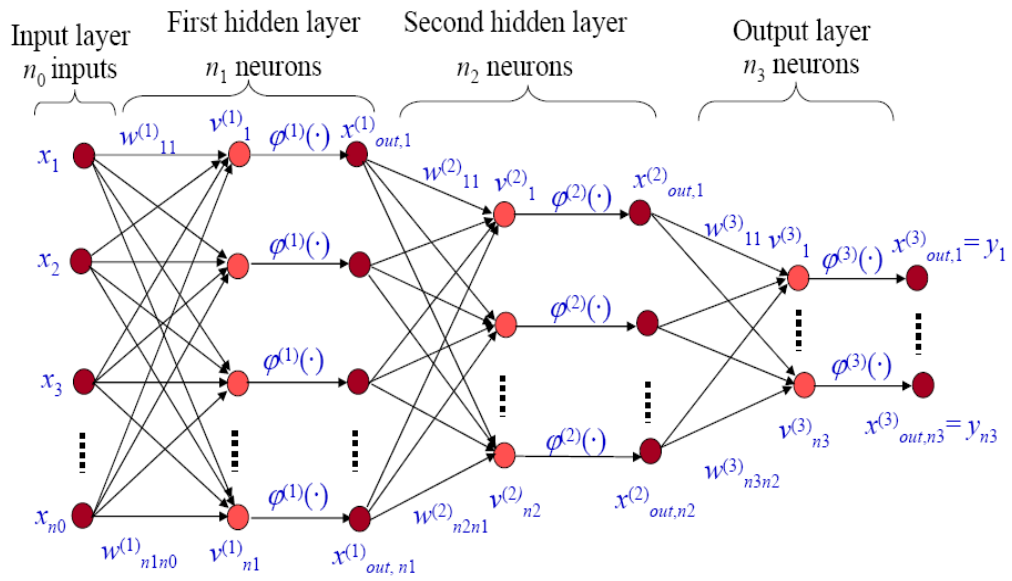 Input layer
n₀ inputs
First hidden layer
n₁ neurons
Second hidden layer
n₂ neurons
Output layer
n₃ neurons
x₁
w⁽¹⁾₁₁
v⁽¹⁾₁
φ⁽¹⁾(·)
x⁽¹⁾out,1
w⁽²⁾₁₁
v⁽²⁾₁
φ⁽²⁾(·)
x⁽²⁾out,1
w⁽³⁾₁₁
v⁽³⁾₁
φ⁽³⁾(·)
x⁽³⁾out,1 = y₁
x₂
φ⁽¹⁾(·)
φ⁽²⁾(·)
x₃
φ⁽¹⁾(·)
φ⁽³⁾(·)
φ⁽²⁾(·)
v⁽³⁾n3
x⁽³⁾out,n3 = yn3
xn0
w⁽¹⁾n1n0
v⁽¹⁾n1
φ⁽¹⁾(·)
x⁽¹⁾out, n1
w⁽²⁾n2n1
v⁽²⁾n2
x⁽²⁾out,n2
w⁽³⁾n3n2